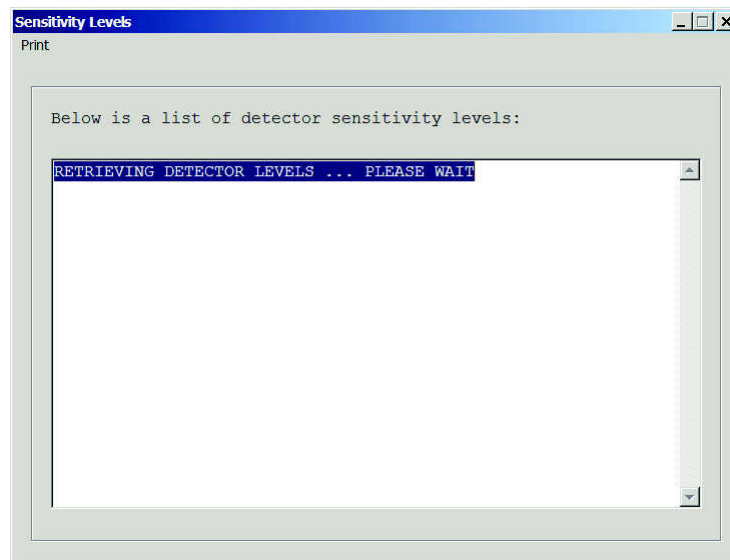 Sensitivity Levels
Print
Below is a list of detector sensitivity levels:
RETRIEVING DETECTOR LEVELS ... PLEASE WAIT